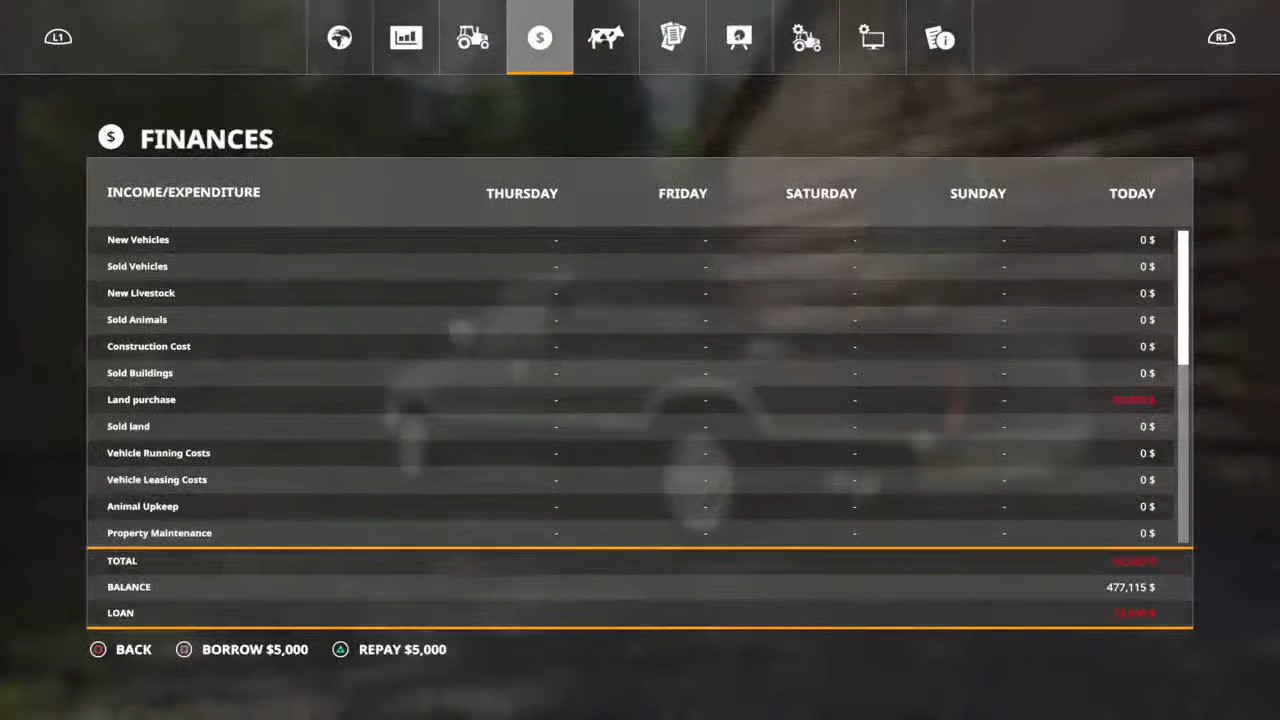 L1
R1
FINANCES
INCOME/EXPENDITURE THURSDAY FRIDAY SATURDAY SUNDAY TODAY
New Vehicles - - - - 0 $
Sold Vehicles - - - - 0 $
New Livestock - - - - 0 $
Sold Animals - - - - 0 $
Construction Cost - - - - 0 $
Sold Buildings - - - - 0 $
Land purchase - - - - $
Sold land - - - - 0 $
Vehicle Running Costs - - - - 0 $
Vehicle Leasing Costs - - - - 0 $
Animal Upkeep - - - - 0 $
Property Maintenance - - - - 0 $
TOTAL $
BALANCE 477,115 $
LOAN $
BACK BORROW $5,000 REPAY $5,000